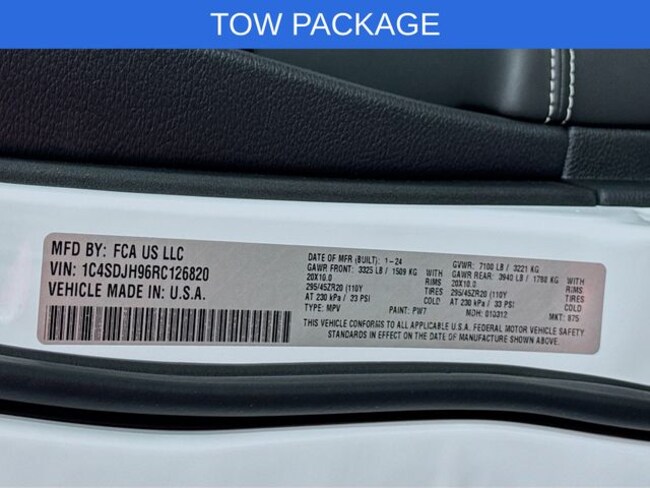 TOW PACKAGE
MFD BY: FCA US LLC
VIN: 1C4SDJH96RC126820
VEHICLE MADE IN: U.S.A.
DATE OF MFR (BUILT): 1-24 GVWR: 7100 LB / 3221 KG
GAWR FRONT: 3325 LB / 1509 KG WITH GAWR REAR: 3940 LB / 1788 KG WITH
20X10.0 RIMS 20X10.0 RIMS
295/45ZR20 (110Y TIRES 295/45ZR20 (110Y TIRES
AT 230 kPa / 33 PSI COLD AT 230 kPa / 33 PSI COLD
TYPE: MPV PAINT: PW7 MDH: 010312 MKT: 875
THIS VEHICLE CONFORMS TO ALL APPLICABLE U.S.A. FEDERAL MOTOR VEHICLE SAFETY
STANDARDS IN EFFECT ON THE DATE OF MANUFACTURE SHOWN ABOVE.